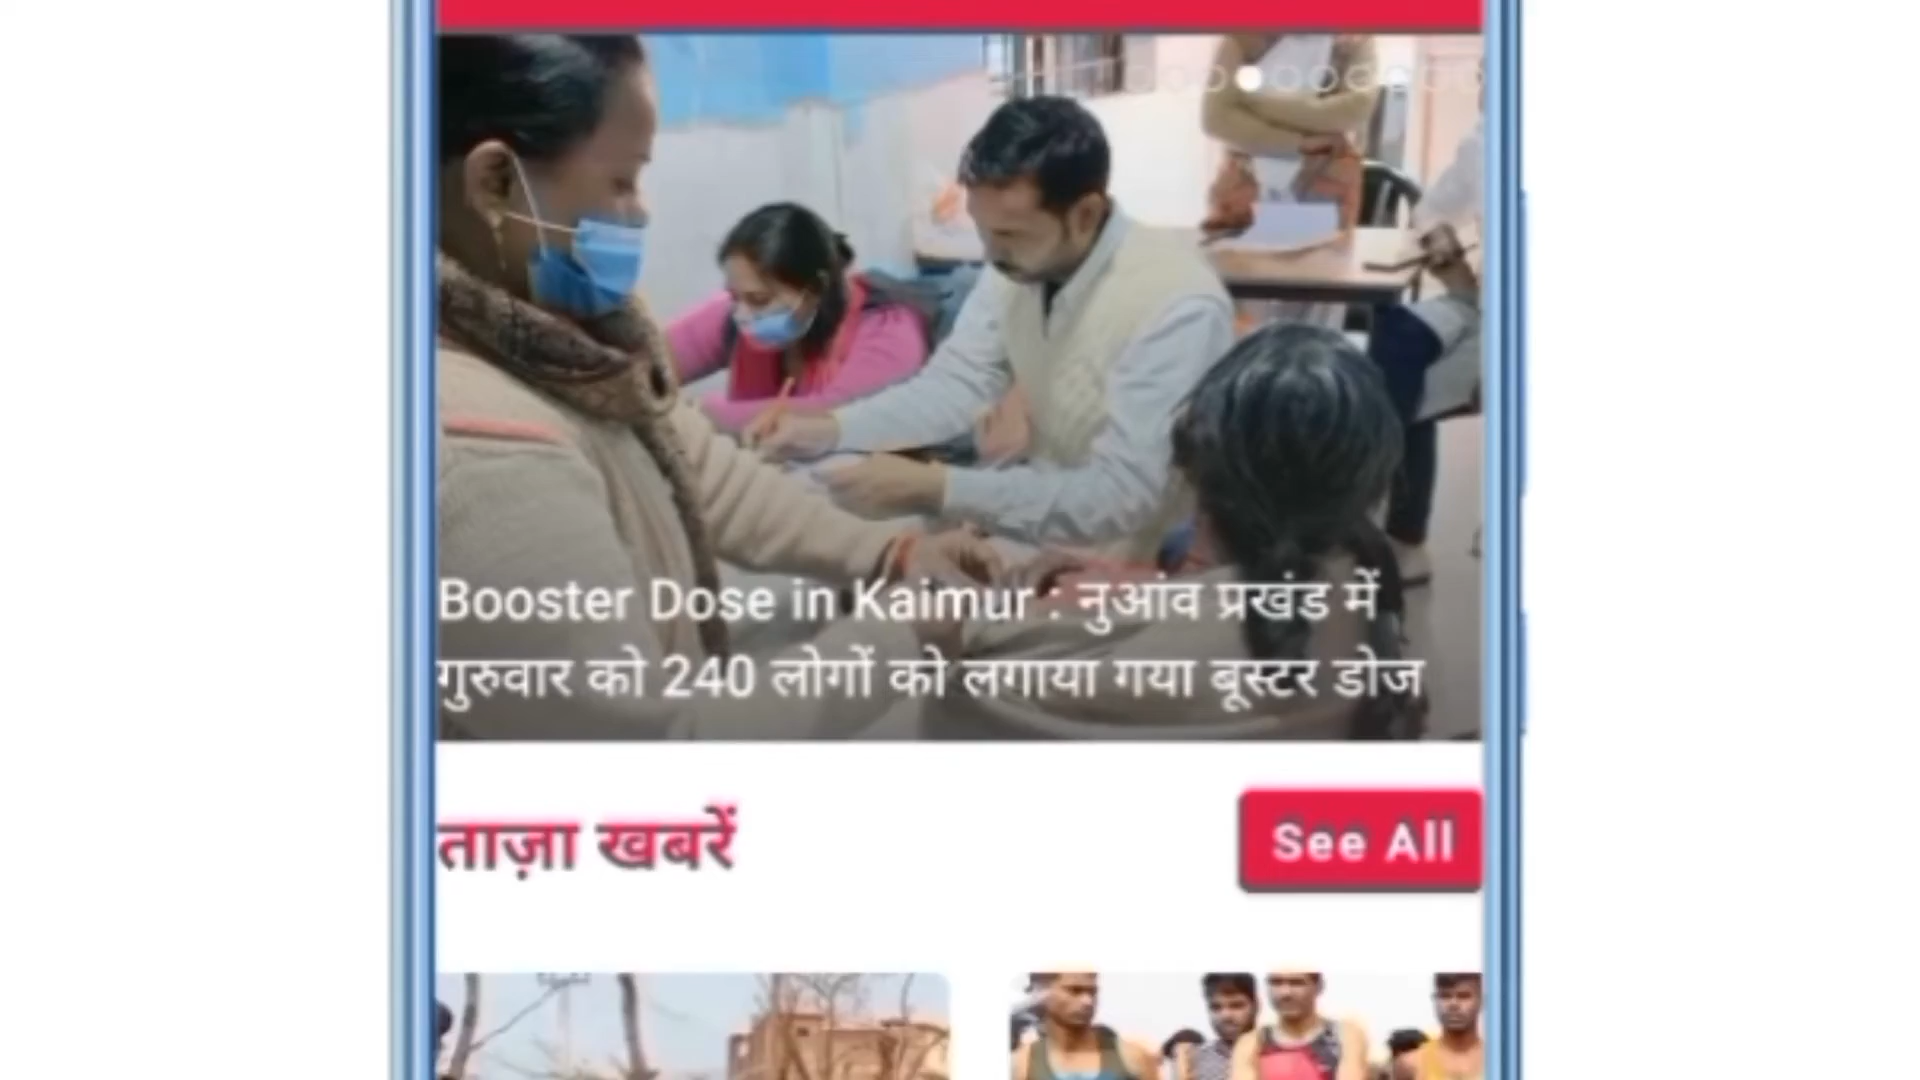 Booster Dose in Kaimur : नुआंव प्रखंड में
गुरुवार को 240 लोगों को लगाया गया बूस्टर डोज
ताज़ा खबरें
See All